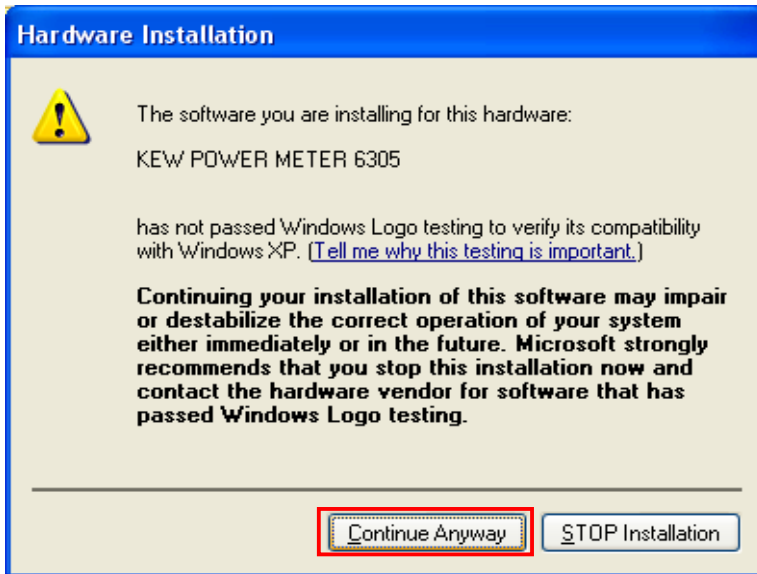 Hardware Installation
The software you are installing for this hardware:
KEW POWER METER 6305
has not passed Windows Logo testing to verify its compatibility
with Windows XP. (Tell me why this testing is important.)
Continuing your installation of this software may impair
or destabilize the correct operation of your system
either immediately or in the future. Microsoft strongly
recommends that you stop this installation now and
contact the hardware vendor for software that has
passed Windows Logo testing.
Continue Anyway
STOP Installation